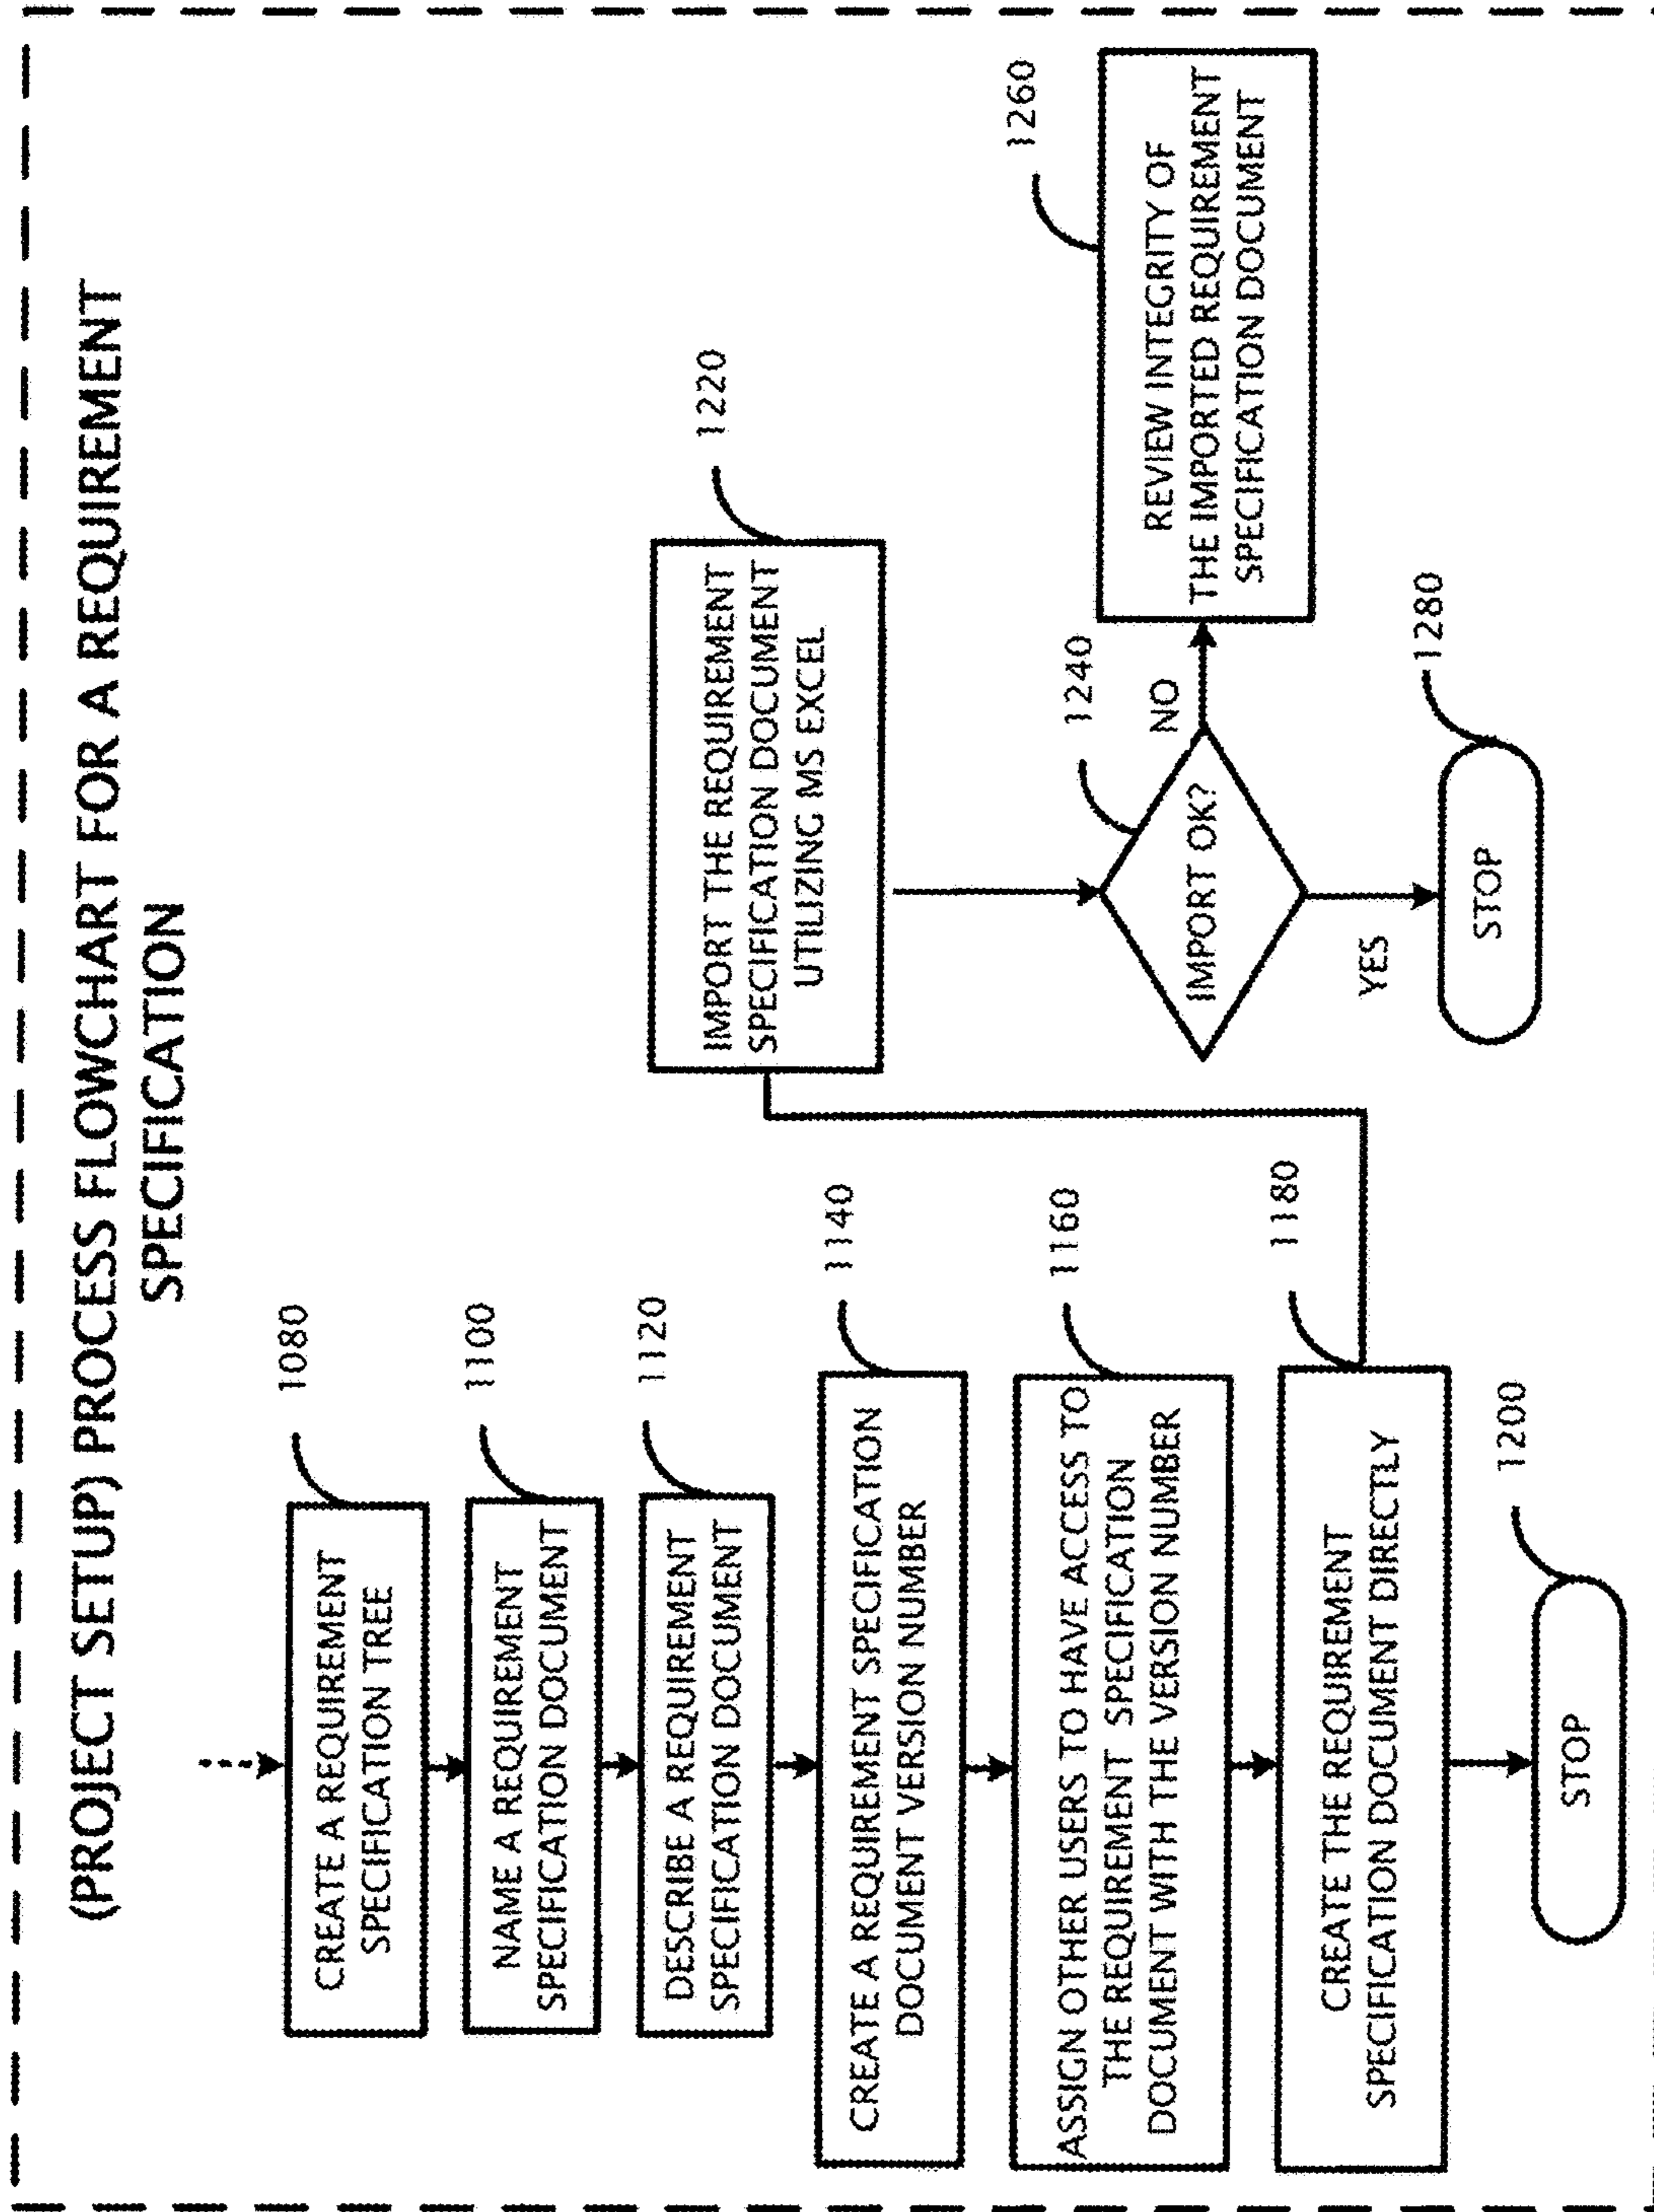 (PROJECT SETUP) PROCESS FLOWCHART FOR A REQUIREMENT
SPECIFICATION
1080
CREATE A REQUIREMENT
SPECIFICATION TREE
1100
NAME A REQUIREMENT
SPECIFICATION DOCUMENT
1120
DESCRIBE A REQUIREMENT
SPECIFICATION DOCUMENT
1140
CREATE A REQUIREMENT SPECIFICATION
DOCUMENT VERSION NUMBER
1160
ASSIGN OTHER USERS TO HAVE ACCESS TO
THE REQUIREMENT SPECIFICATION
DOCUMENT WITH THE VERSION NUMBER
1180
CREATE THE REQUIREMENT
SPECIFICATION DOCUMENT DIRECTLY
1200
STOP
1220
IMPORT THE REQUIREMENT
SPECIFICATION DOCUMENT
UTILIZING MS EXCEL
1240
IMPORT OK?
NO
1260
REVIEW INTEGRITY OF
THE IMPORTED REQUIREMENT
SPECIFICATION DOCUMENT
YES
1280
STOP